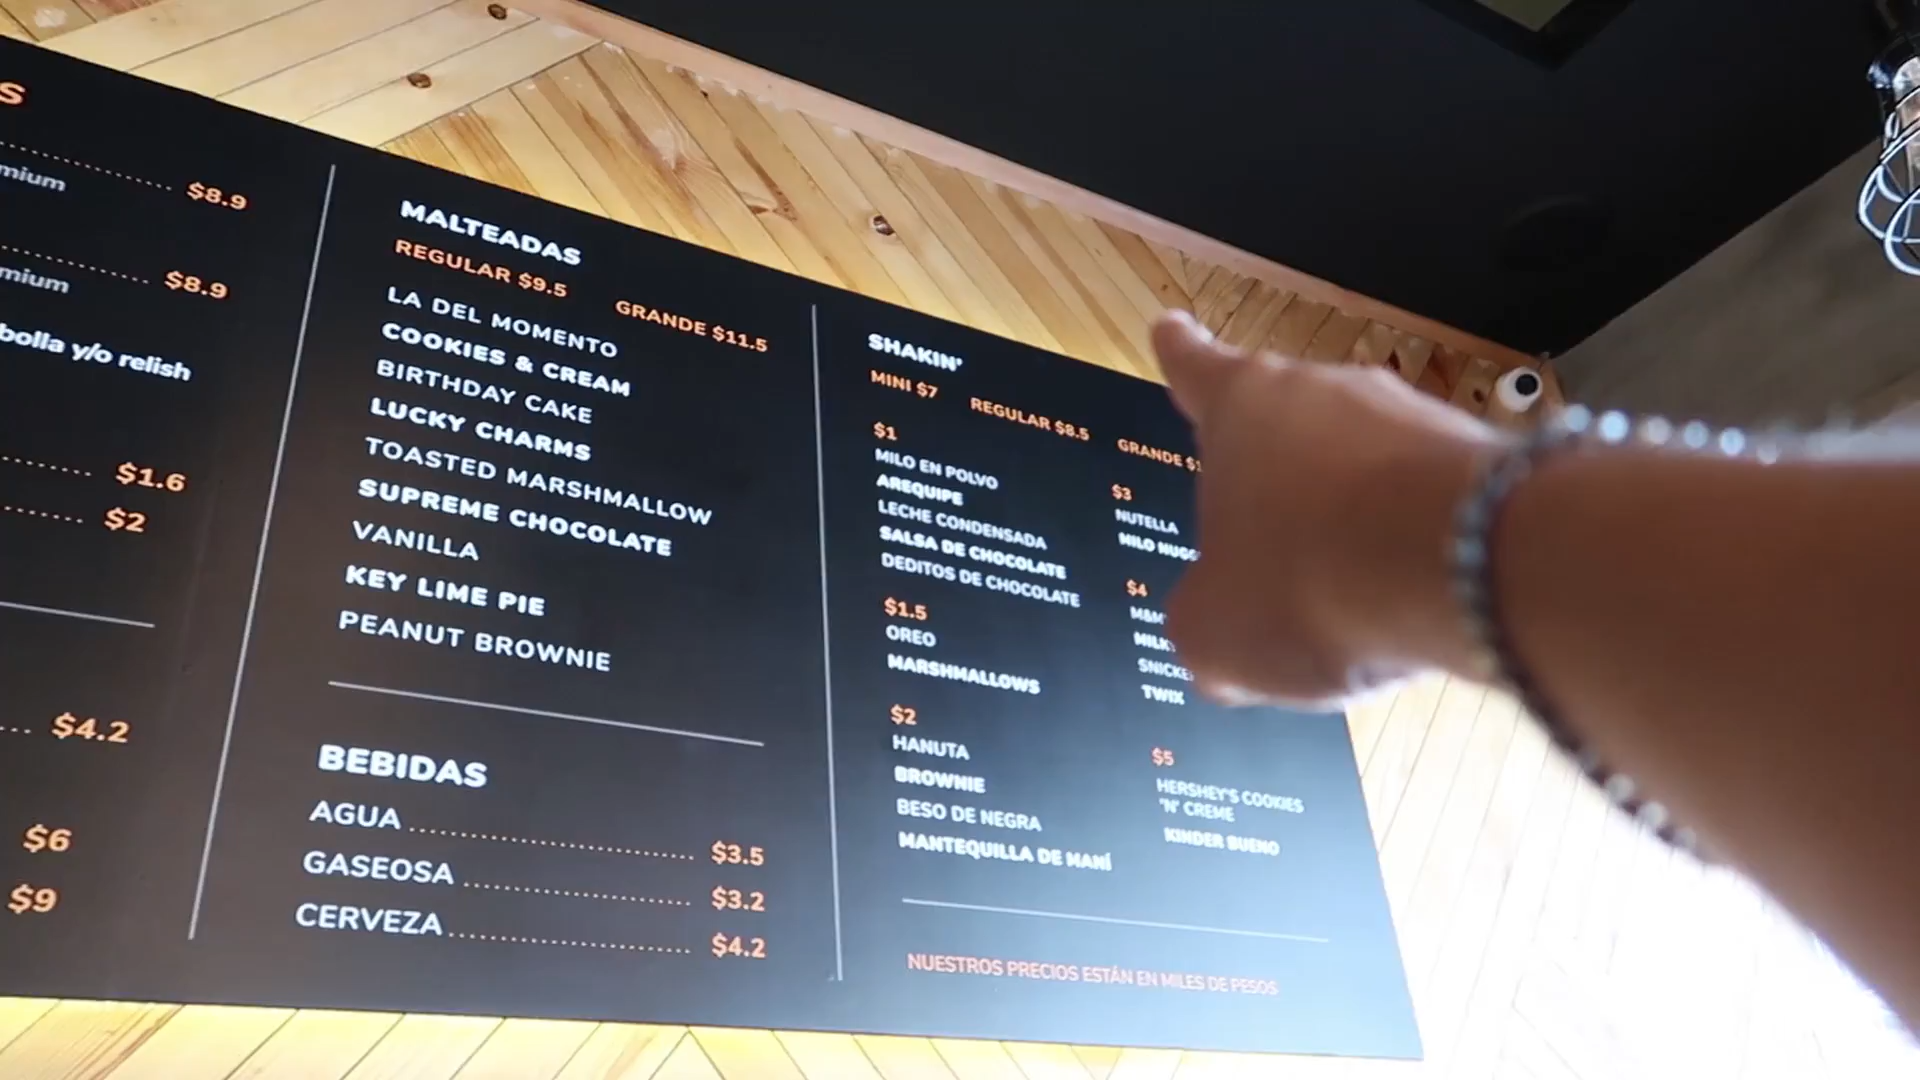 S
$8.9
mium
$8.9
mium
bolla y/o relish
$1.6
$2
$4.2
$6
$9
MALTEADAS
REGULAR $9.5 GRANDE $11.5
LA DEL MOMENTO
COOKIES & CREAM
BIRTHDAY CAKE
LUCKY CHARMS
TOASTED MARSHMALLOW
SUPREME CHOCOLATE
VANILLA
KEY LIME PIE
PEANUT BROWNIE
BEBIDAS
AGUA $3.5
GASEOSA $3.2
CERVEZA $4.2
SHAKIN'
MINI $7 REGULAR $8.5 GRANDE
$1
MILO EN POLVO
AREQUIPE
LECHE CONDENSADA
SALSA DE CHOCOLATE
DEDITOS DE CHOCOLATE
$1.5
OREO
MARSHMALLOWS
$2
HANUTA
BROWNIE
BESO DE NEGRA
MANTEQUILLA DE MANÍ
$3
NUTELLA
MILO NUGG
$4
M&M'
MILK
SNICKE
TWIX
$5
HERSHEY'S COOKIES
'N' CREME
KINDER BUENO
NUESTROS PRECIOS ESTÁN EN MILES DE PESOS